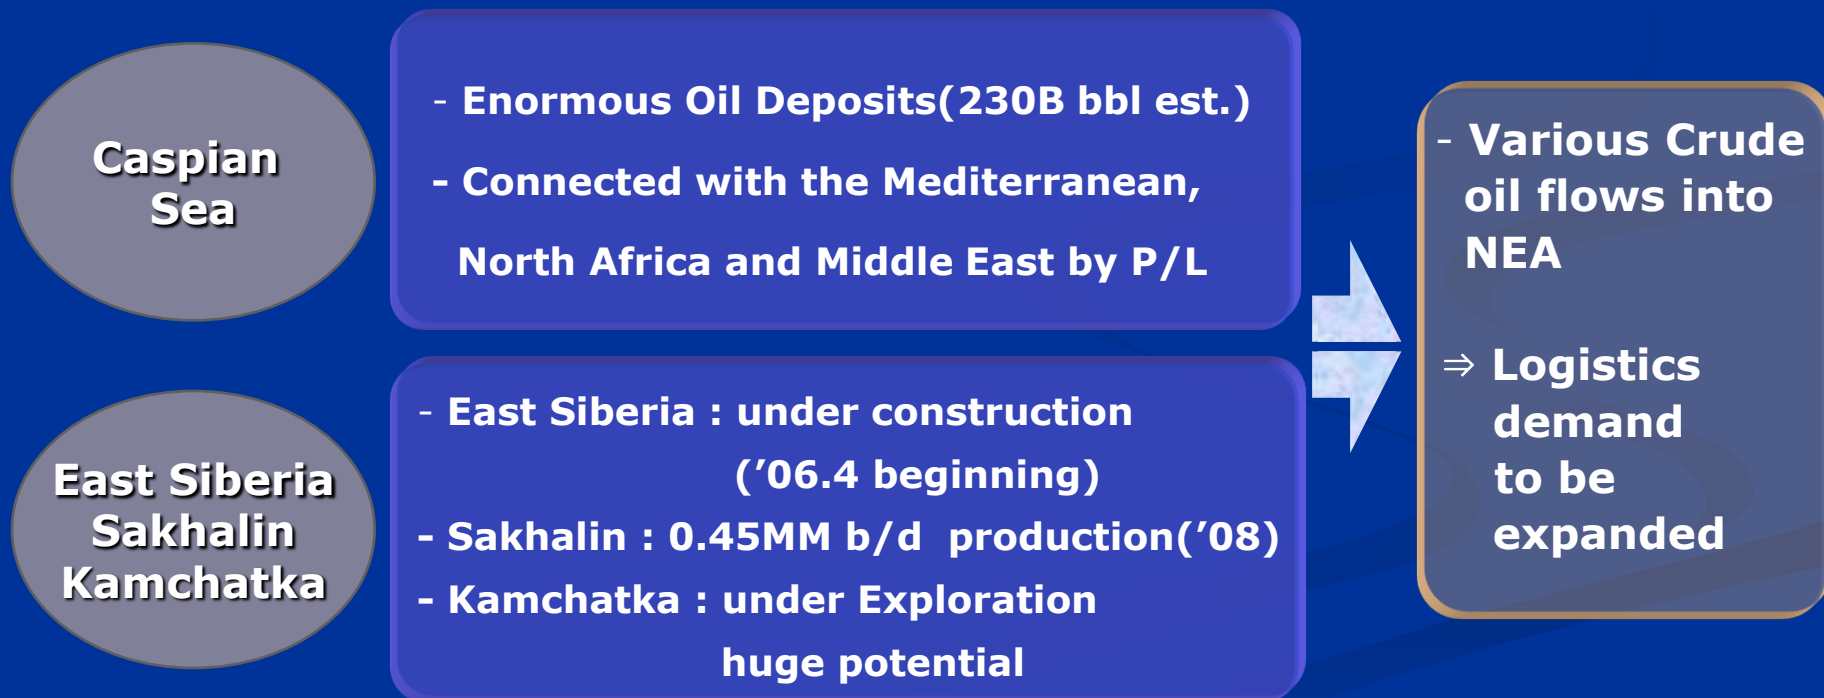 Caspian
Sea
- Enormous Oil Deposits(230B bbl est.)
- Connected with the Mediterranean,
North Africa and Middle East by P/L
East Siberia
Sakhalin
Kamchatka
- East Siberia : under construction
(’06.4 beginning)
- Sakhalin : 0.45MM b/d production(’08)
- Kamchatka : under Exploration
huge potential
- Various Crude
oil flows into
NEA
⇒ Logistics
demand
to be
expanded